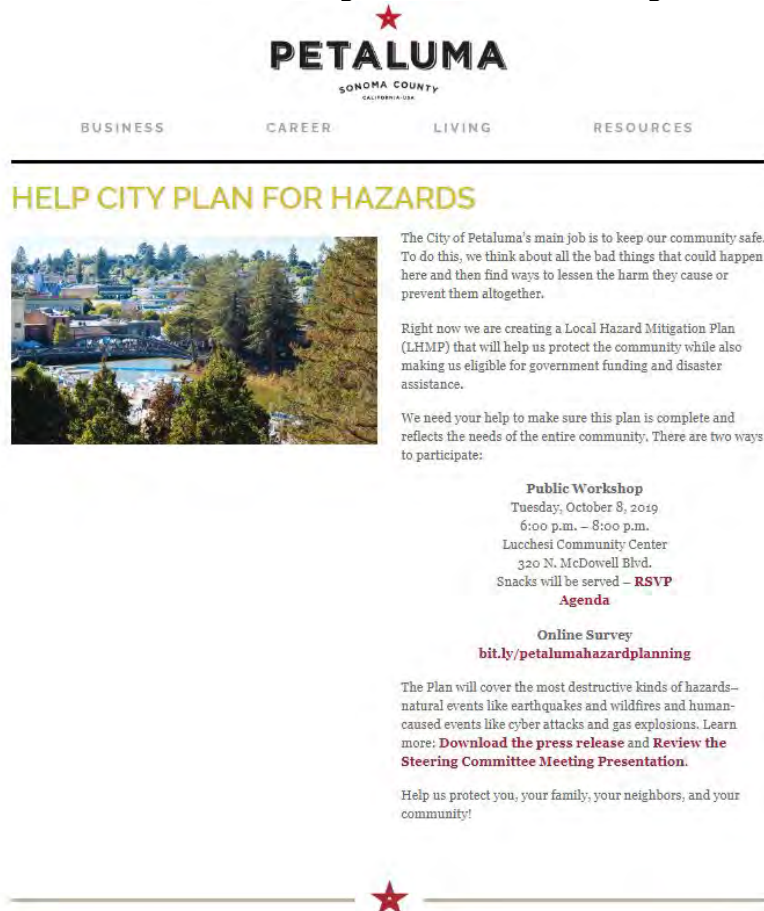 PETALUMA
SONOMA COUNTY
CALIFORNIA·USA
BUSINESS CAREER LIVING RESOURCES
HELP CITY PLAN FOR HAZARDS
The City of Petaluma's main job is to keep our community safe.
To do this, we think about all the bad things that could happen
here and then find ways to lessen the harm they cause or
prevent them altogether.
Right now we are creating a Local Hazard Mitigation Plan
(LHMP) that will help us protect the community while also
making us eligible for government funding and disaster
assistance.
We need your help to make sure this plan is complete and
reflects the needs of the entire community. There are two ways
to participate:
Public Workshop
Tuesday, October 8, 2019
6:00 p.m. – 8:00 p.m.
Lucchesi Community Center
320 N. McDowell Blvd.
Snacks will be served – RSVP
Agenda
Online Survey
bit.ly/petalumahazardplanning
The Plan will cover the most destructive kinds of hazards–
natural events like earthquakes and wildfires and human-
caused events like cyber attacks and gas explosions. Learn
more: Download the press release and Review the
Steering Committee Meeting Presentation.
Help us protect you, your family, your neighbors, and your
community!